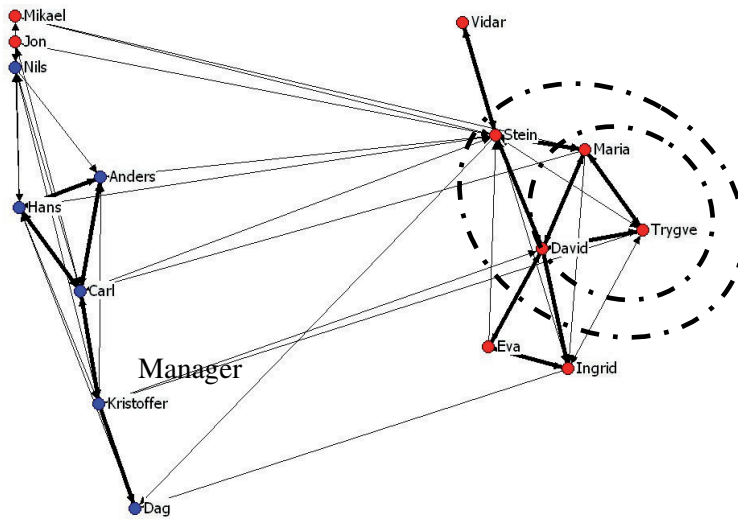 Mikael
Vidar
Jon
Nils
Stein
Maria
Anders
Hans
Trygve
David
Carl
Eva
Manager
Ingrid
Kristoffer
Dag